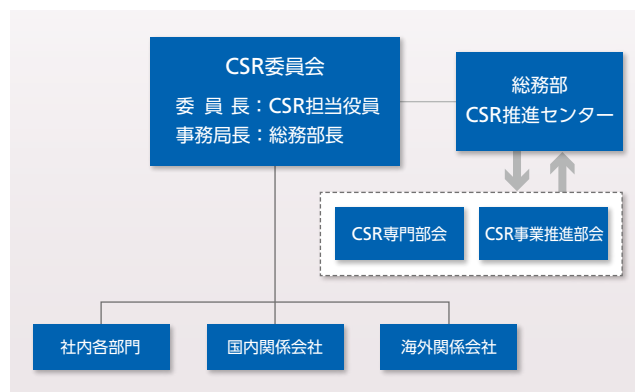 CSR委員会
委 員 長：CSR担当役員
事務局長：総務部長
総務部
CSR推進センター
CSR専門部会
CSR事業推進部会
社内各部門
国内関係会社
海外関係会社